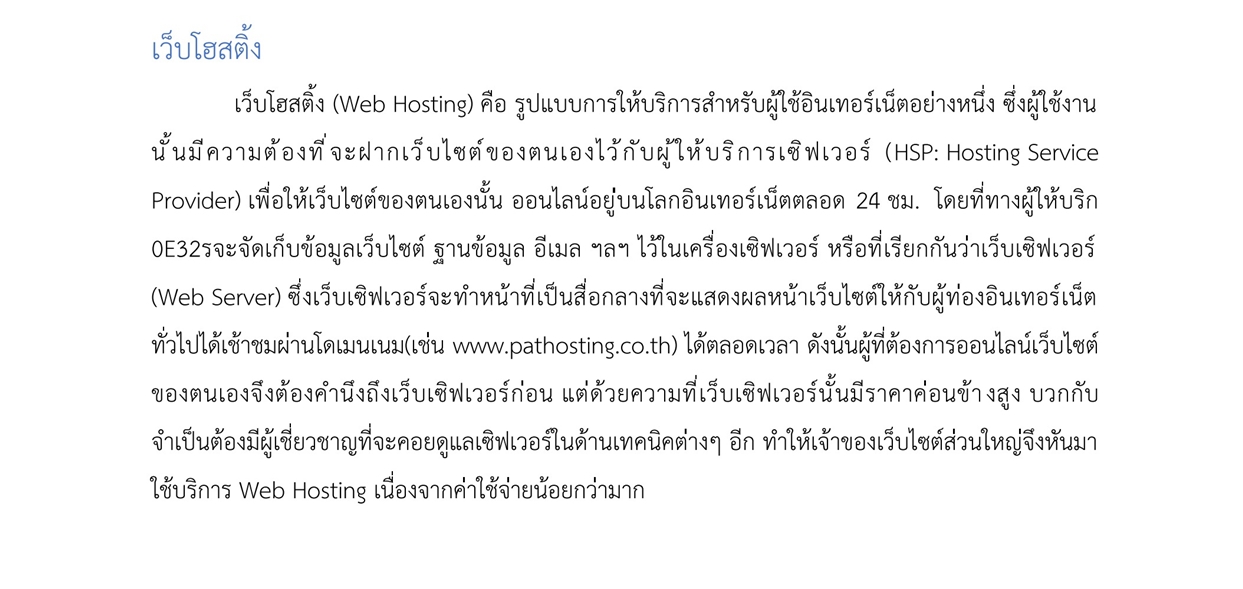 เว็บโฮสติ้ง
เว็บโฮสติ้ง (Web Hosting) คือ รูปแบบการให้บริการสำหรับผู้ใช้อินเทอร์เน็ตอย่างหนึ่ง ซึ่งผู้ใช้งาน
นั้นมีความต้องที่จะฝากเว็บไซต์ของตนเองไว้กับผู้ให้บริการเซิฟเวอร์ (HSP: Hosting Service
Provider) เพื่อให้เว็บไซต์ของตนเองนั้น ออนไลน์อยู่บนโลกอินเทอร์เน็ตตลอด 24 ชม. โดยที่ทางผู้ให้บริก
0E32รจะจัดเก็บข้อมูลเว็บไซต์ ฐานข้อมูล อีเมล ฯลฯ ไว้ในเครื่องเซิฟเวอร์ หรือที่เรียกกันว่าเว็บเซิฟเวอร์
(Web Server) ซึ่งเว็บเซิฟเวอร์จะทำหน้าที่เป็นสื่อกลางที่จะแสดงผลหน้าเว็บไซต์ให้กับผู้ท่องอินเทอร์เน็ต
ทั่วไปได้เช้าชมผ่านโดเมนเนม(เช่น www.pathosting.co.th) ได้ตลอดเวลา ดังนั้นผู้ที่ต้องการออนไลน์เว็บไซต์
ของตนเองจึงต้องคำนึงถึงเว็บเซิฟเวอร์ก่อน แต่ด้วยความที่เว็บเซิฟเวอร์นั้นมีราคาค่อนข้างสูง บวกกับ
จำเป็นต้องมีผู้เชี่ยวชาญที่จะคอยดูแลเซิฟเวอร์ในด้านเทคนิคต่างๆ อีก ทำให้เจ้าของเว็บไซต์ส่วนใหญ่จึงหันมา
ใช้บริการ Web Hosting เนื่องจากค่าใช้จ่ายน้อยกว่ามาก